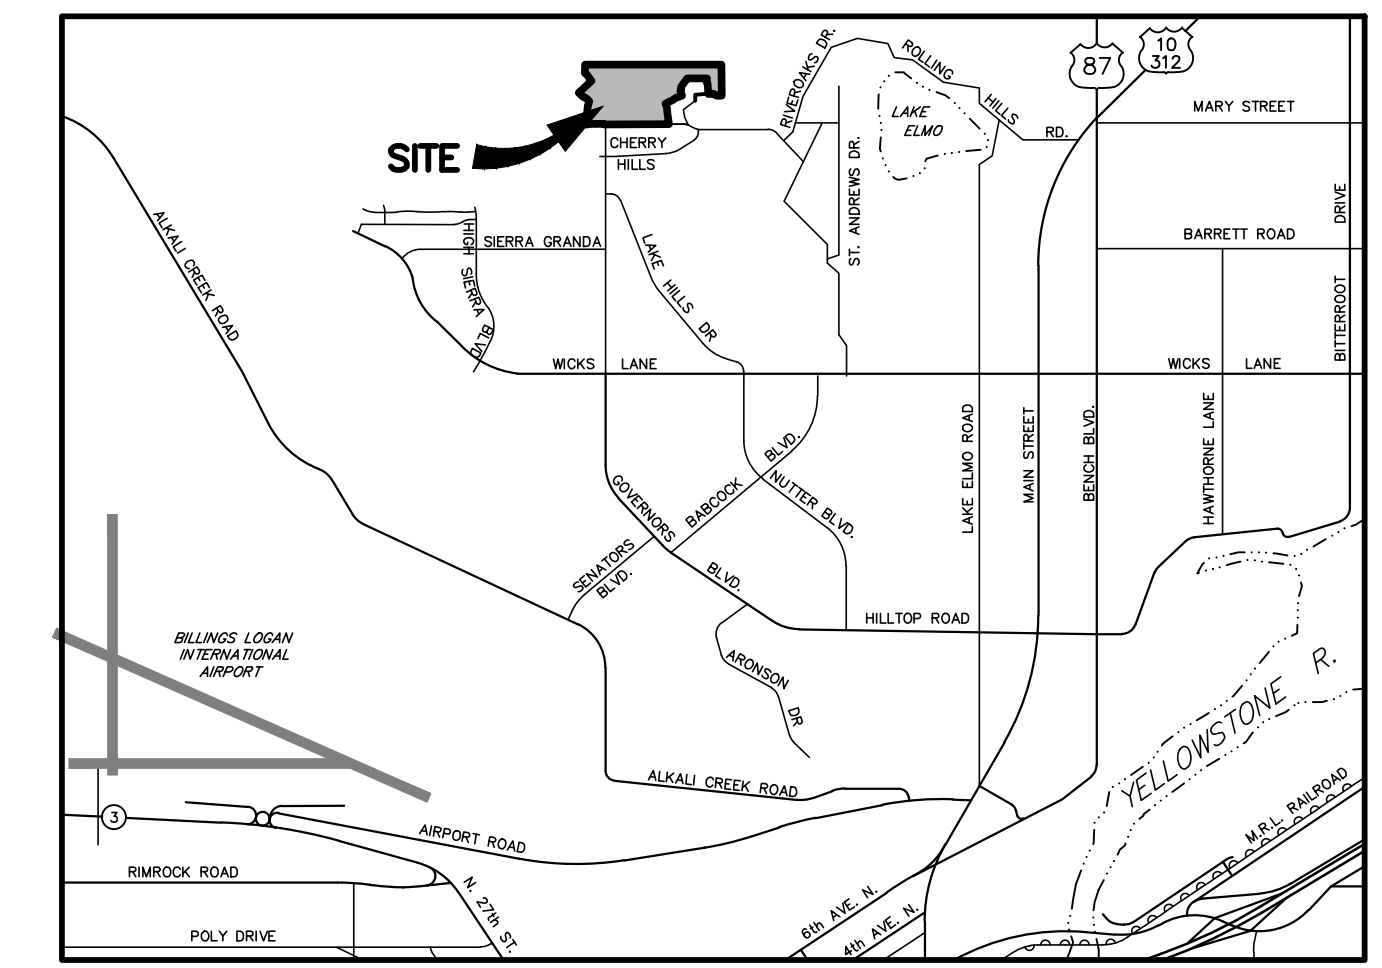 RIVEROAKS DR.
ROLLING
HILLS
RD.
87
10
312
MARY STREET
LAKE
ELMO
SITE
CHERRY
HILLS
ST. ANDREWS DR.
ALKALI CREEK ROAD
HIGH SIERRA BLVD
SIERRA GRANDA
LAKE HILLS DR
BARRETT ROAD
BITTERROOT DRIVE
WICKS LANE
WICKS LANE
LAKE ELMO ROAD
MAIN STREET
BENCH BLVD.
HAWTHORNE LANE
GOVERNORS
BLVD.
BABCOCK
BLVD.
NUTTER BLVD.
SENATORS
BLVD.
HILLTOP ROAD
ARONSON
DR
BILLINGS LOGAN
INTERNATIONAL
AIRPORT
YELLOWSTONE R.
ALKALI CREEK ROAD
M.R.L. RAILROAD
3
AIRPORT ROAD
RIMROCK ROAD
N. 27th ST.
6th AVE. N.
4th AVE. N.
POLY DRIVE